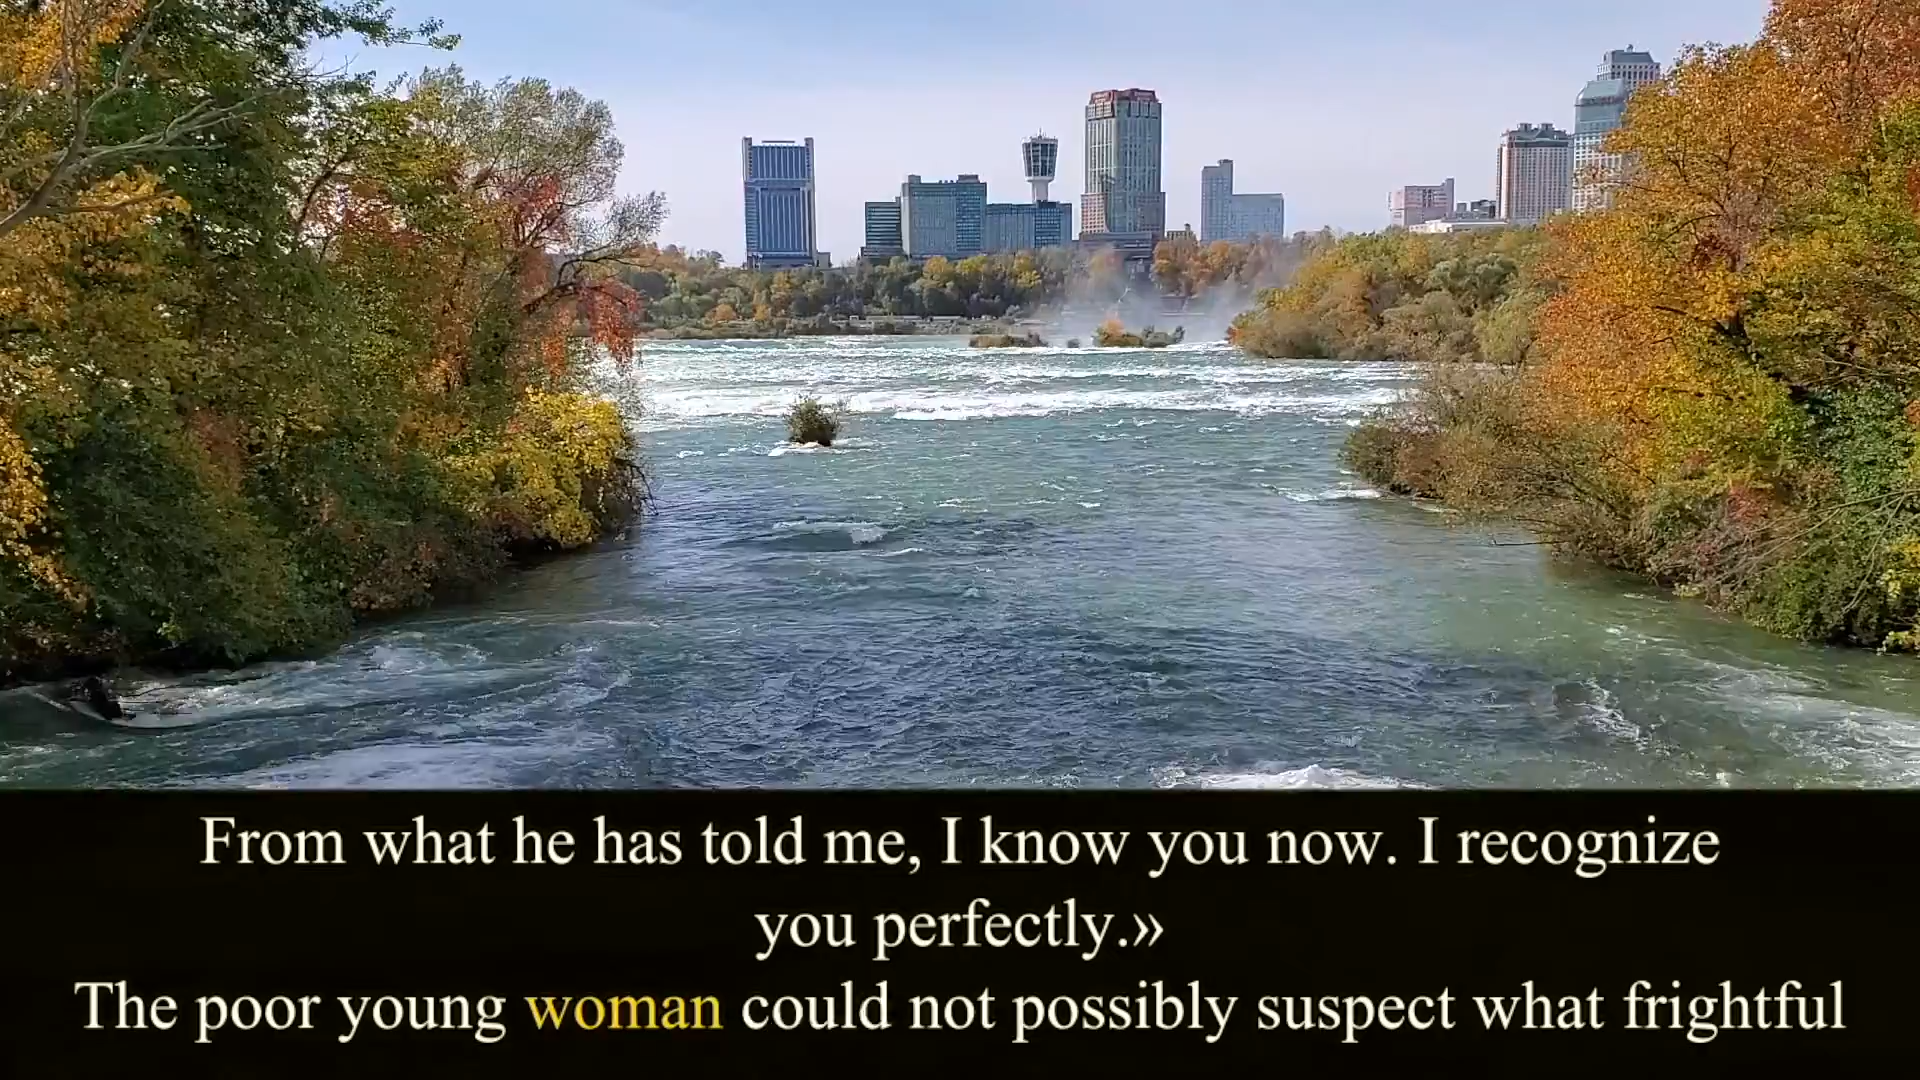 From what he has told me, I know you now. I recognize
you perfectly.»
The poor young woman could not possibly suspect what frightful